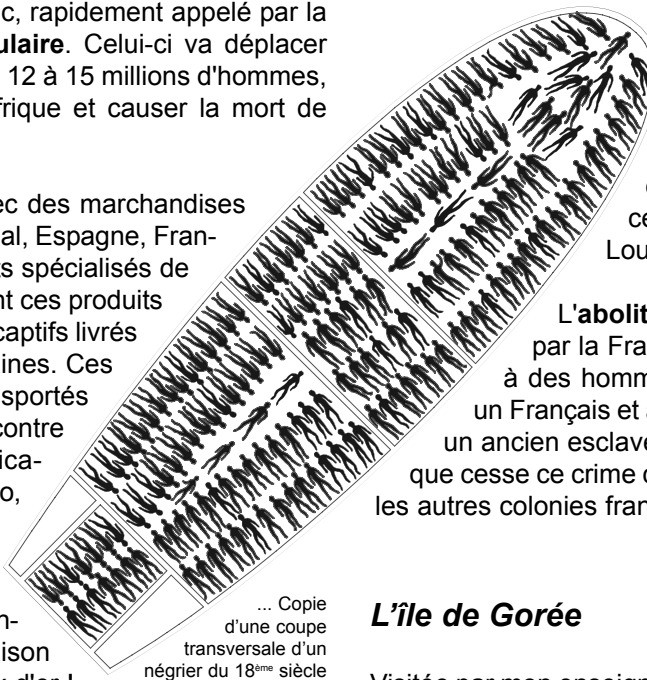 c, rapidement appelé par la
ulaire. Celui-ci va déplacer
12 à 15 millions d'hommes,
frique et causer la mort de
ec des marchandises
al, Espagne, Fran-
ts spécialisés de
nt ces produits
captifs livrés
ines. Ces
sportés
contre
ica-
o,
n-
ison
d'or !
... Copie
d'une coupe
transversale d'un
négrier du 18ème siècle
ce
Lou
L'abolit
par la Fra
à des homm
un Français et a
un ancien esclave
que cesse ce crime
les autres colonies fran
L'île de Gorée
Visitée par mon enseign